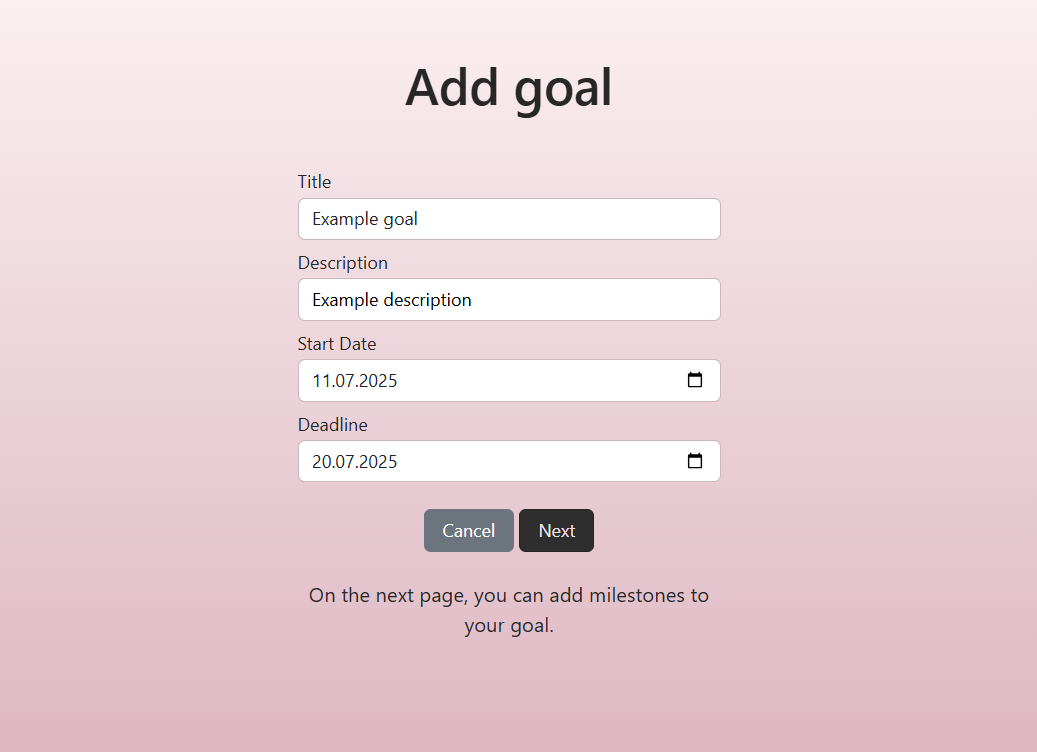 Add goal
Title
Example goal
Description
Example description
Start Date
11.07.2025
Deadline
20.07.2025
Cancel Next
On the next page, you can add milestones to
your goal.